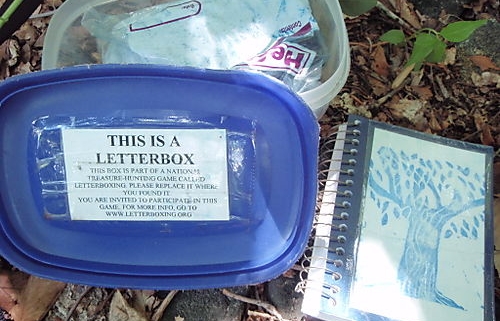 THIS IS A
LETTERBOX
THIS BOX IS PART OF A NATIONAL
TREASURE-HUNTING GAME CALLED
LETTERBOXING. PLEASE REPLACE IT WHERE
YOU FOUND IT
YOU ARE INVITED TO PARTICIPATE IN THIS
GAME. FOR MORE INFO, GO TO
WWW.LETTERBOXING.ORG